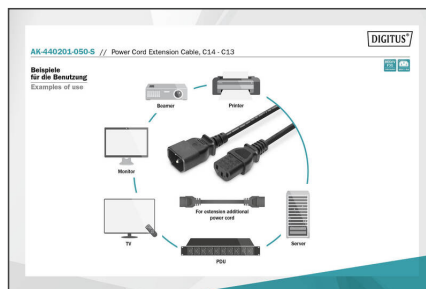 DIGITUS®
AK-440201-050-S // Power Cord Extension Cable, C14 - C13
Beispiele
für die Benutzung
Examples of use
Beamer
Printer
Monitor
For extension additional
power cord
TV
Server
PDU